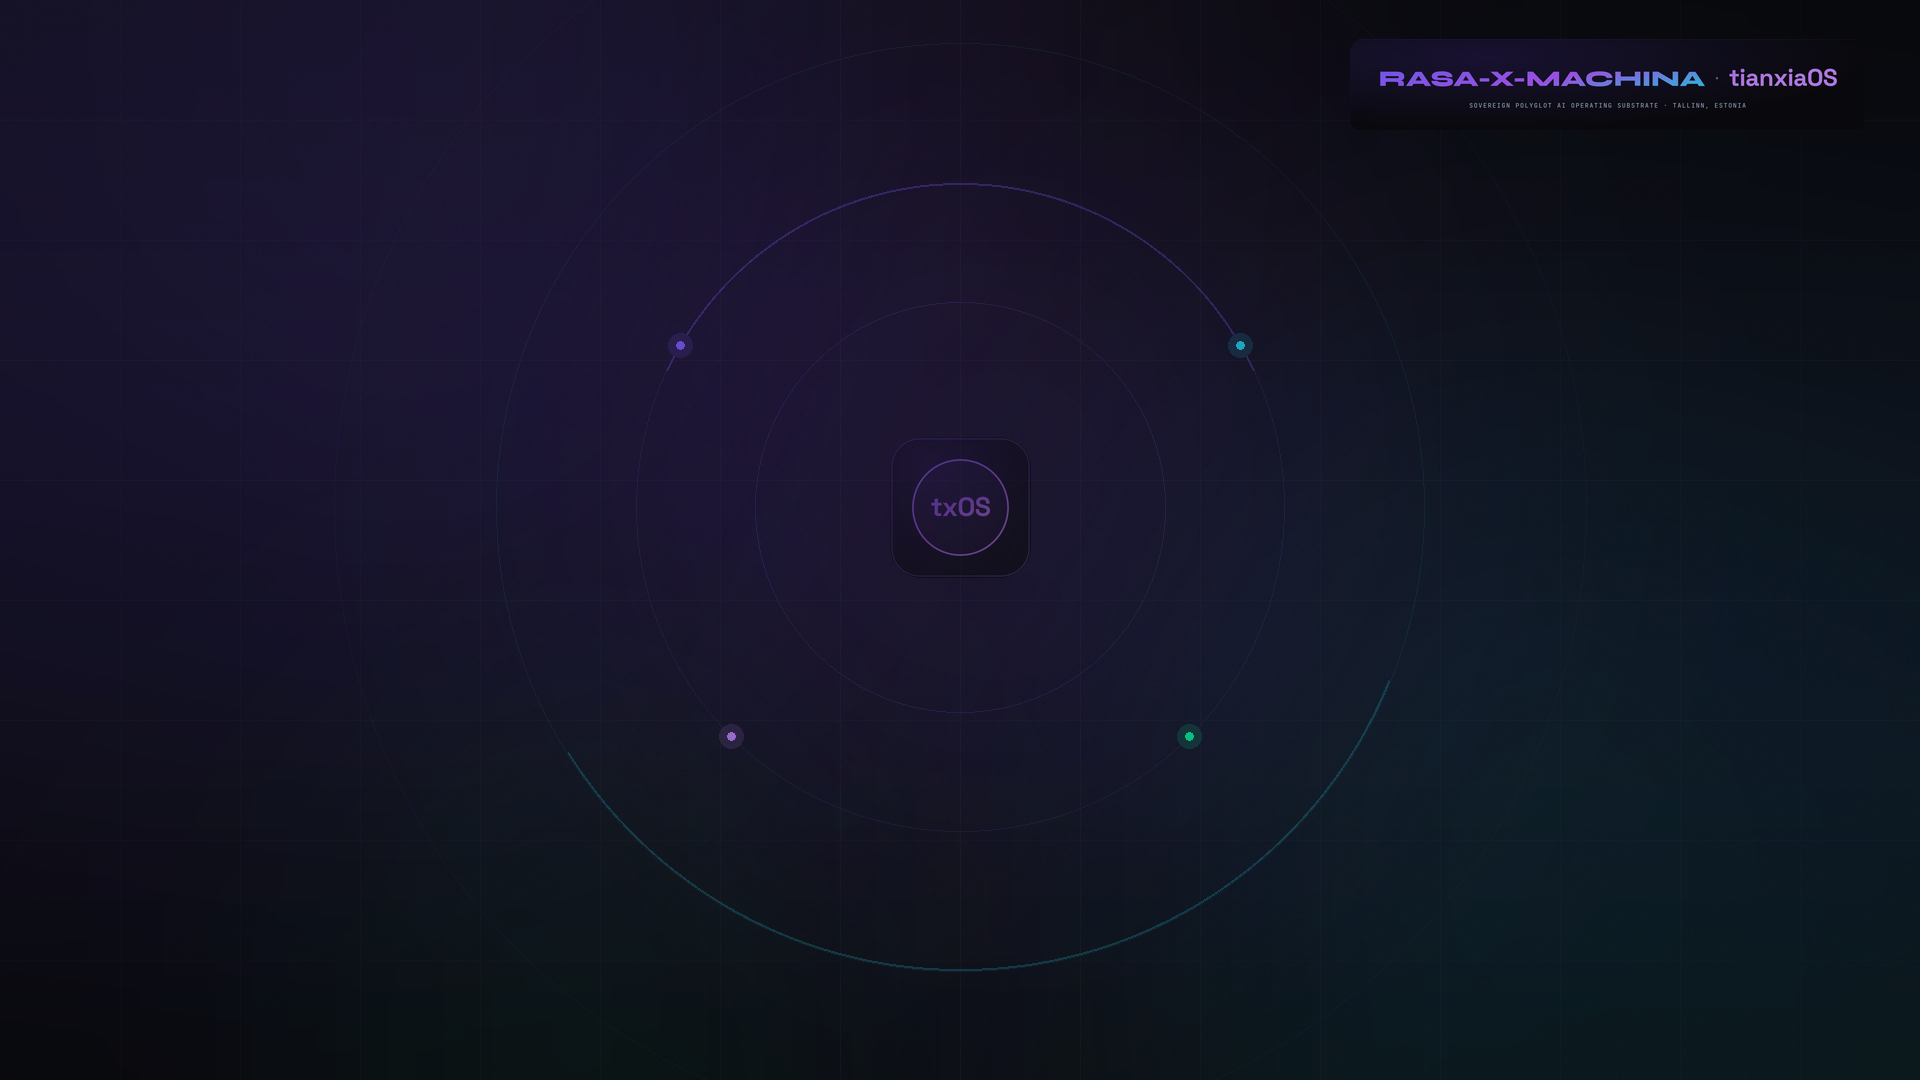 RASA-X-MACHINA · tianxiaOS
SOVEREIGN POLYGLOT AI OPERATING SUBSTRATE · TALLINN, ESTONIA
txOS